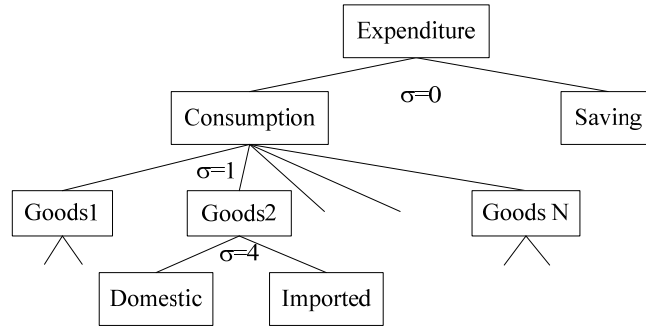 Expenditure
σ=0
Consumption
Saving
σ=1
Goods1
Goods2
Goods N
σ=4
Domestic
Imported